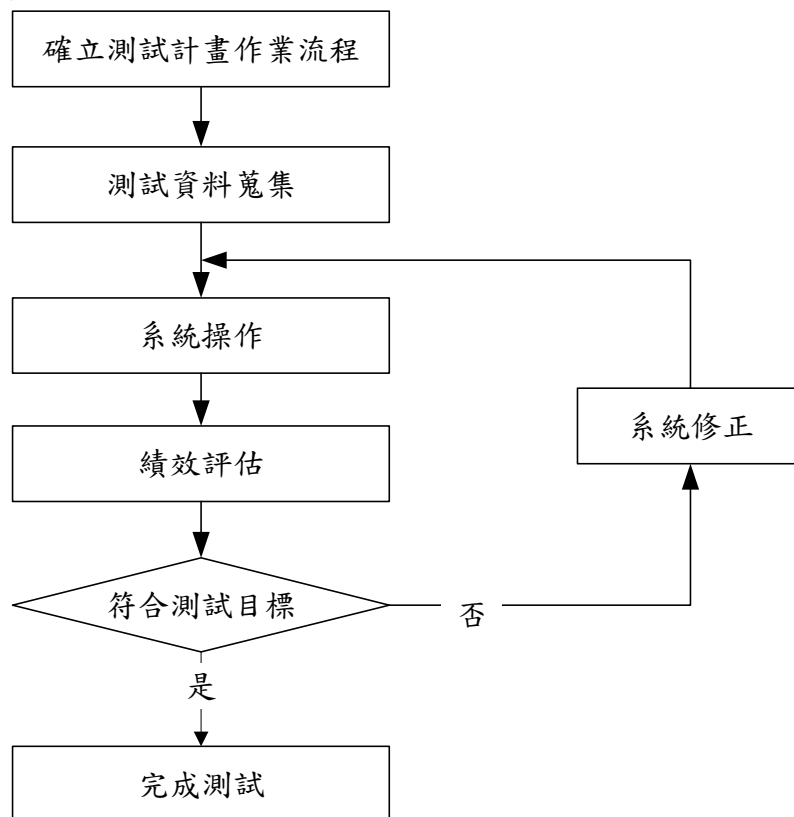 確立測試計畫作業流程
測試資料蒐集
系統操作
系統修正
績效評估
符合測試目標
否
是
完成測試